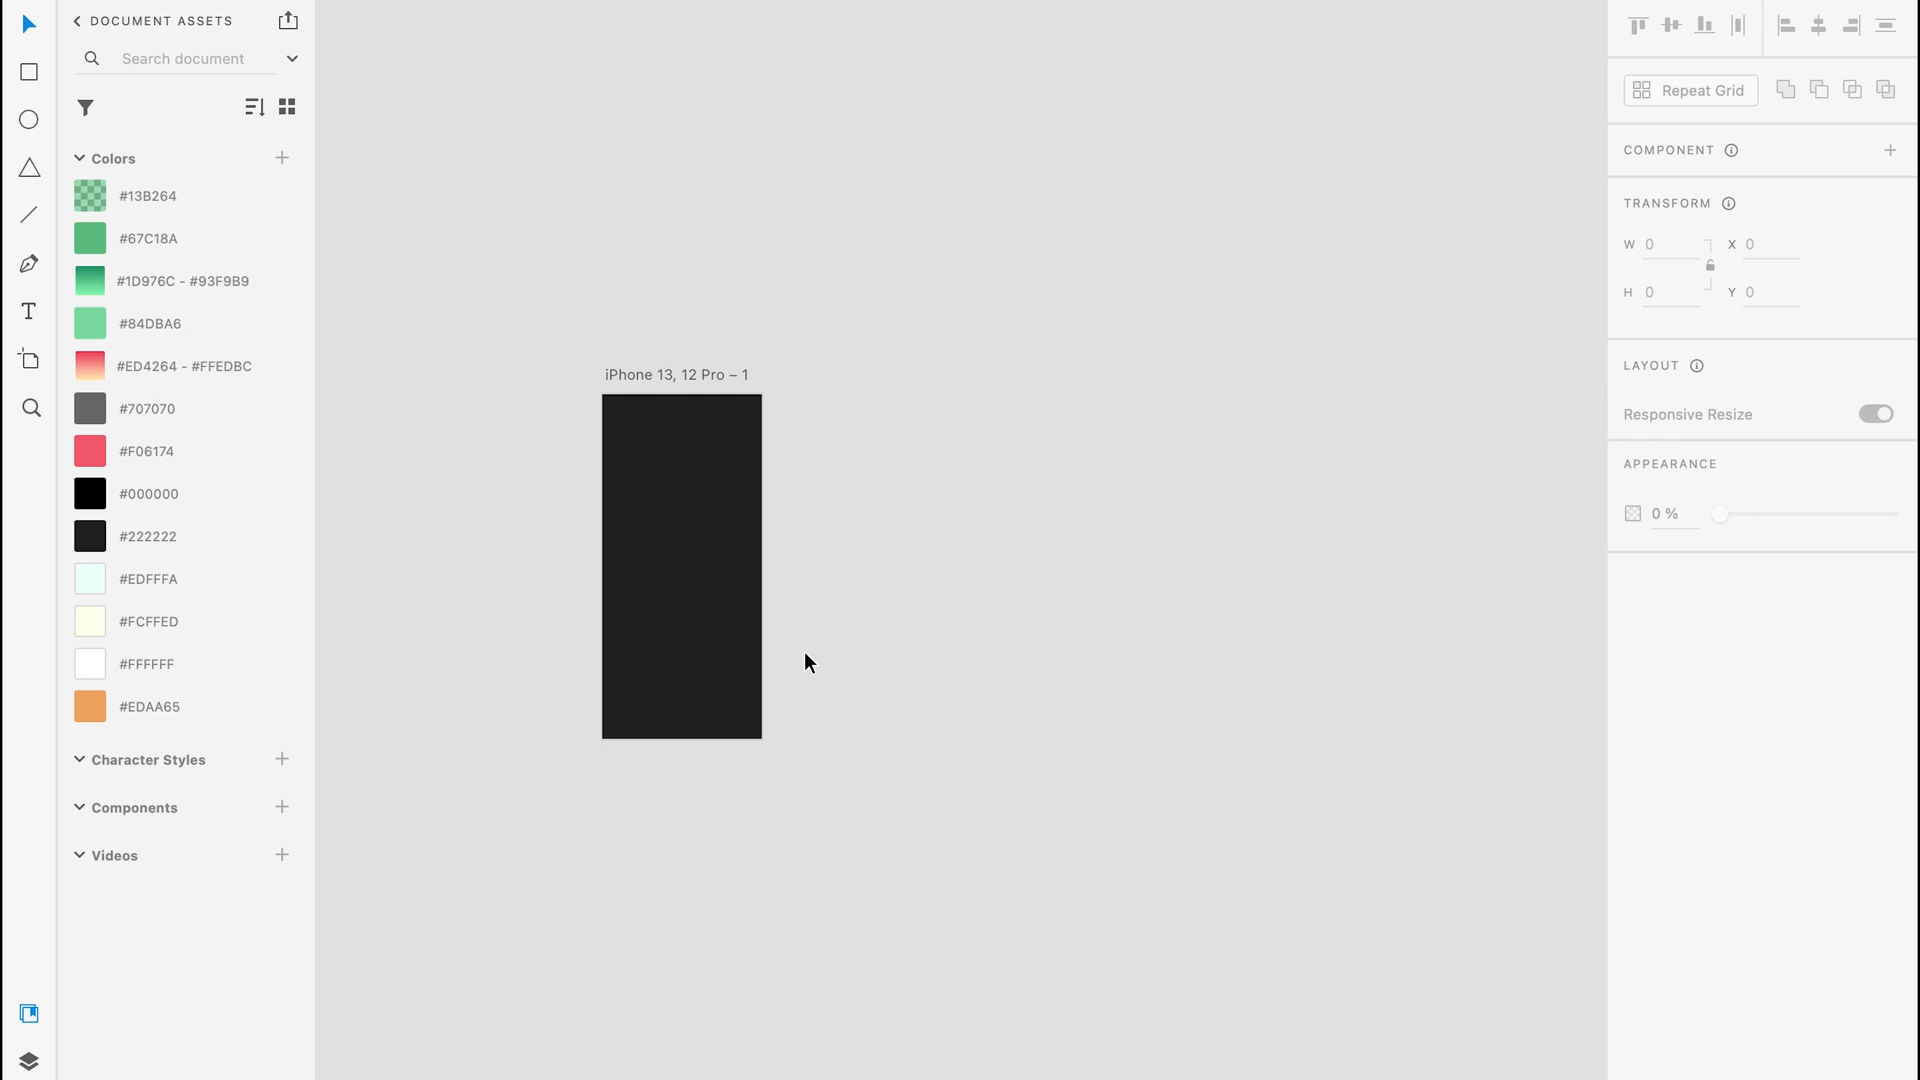 DOCUMENT ASSETS
Search document
Colors
#13B264
#67C18A
#1D976C - #93F9B9
#84DBA6
#ED4264 - #FFEDBC
#707070
#F06174
#000000
#222222
#EDFFFA
#FCFFED
#FFFFFF
#EDAA65
Character Styles
Components
Videos
iPhone 13, 12 Pro – 1
Repeat Grid
COMPONENT
TRANSFORM
W 0 X 0
H 0 Y 0
LAYOUT
Responsive Resize
APPEARANCE
0 %